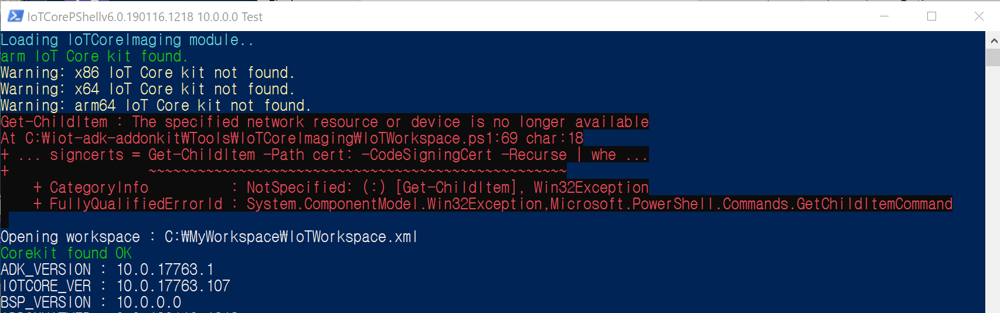 IoTCorePShellv6.0.190116.1218 10.0.0.0 Test
Loading IoTCoreImaging module..
arm IoT Core kit found.
Warning: x86 IoT Core kit not found.
Warning: x64 IoT Core kit not found.
Warning: arm64 IoT Core kit not found.
Get-ChildItem : The specified network resource or device is no longer available
At C:₩iot-adk-addonkit₩Tools₩IoTCoreImaging₩IoTWorkspace.ps1:69 char:18
+ ... signcerts = Get-ChildItem -Path cert: -CodeSigningCert -Recurse | whe ...
+                 ~~~~~~~~~~~~~~~~~~~~~~~~~~~~~~~~~~~~~~~~~~~~~~~~~~~
    + CategoryInfo          : NotSpecified: (:) [Get-ChildItem], Win32Exception
    + FullyQualifiedErrorId : System.ComponentModel.Win32Exception,Microsoft.PowerShell.Commands.GetChildItemCommand
Opening workspace : C:₩MyWorkspace₩IoTWorkspace.xml
Corekit found OK
ADK_VERSION : 10.0.17763.1
IOTCORE_VER : 10.0.17763.107
BSP_VERSION : 10.0.0.0